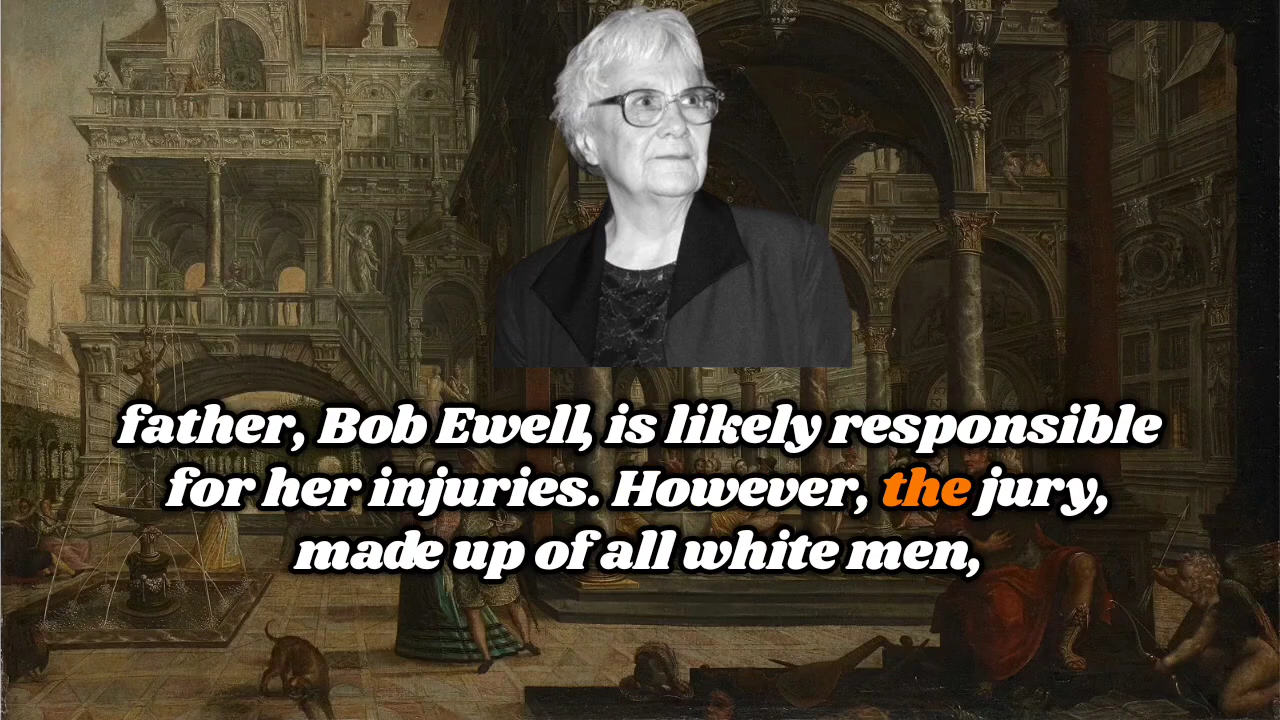 father, Bob Ewell, is likely responsible
for her injuries. However, the jury,
made up of all white men,